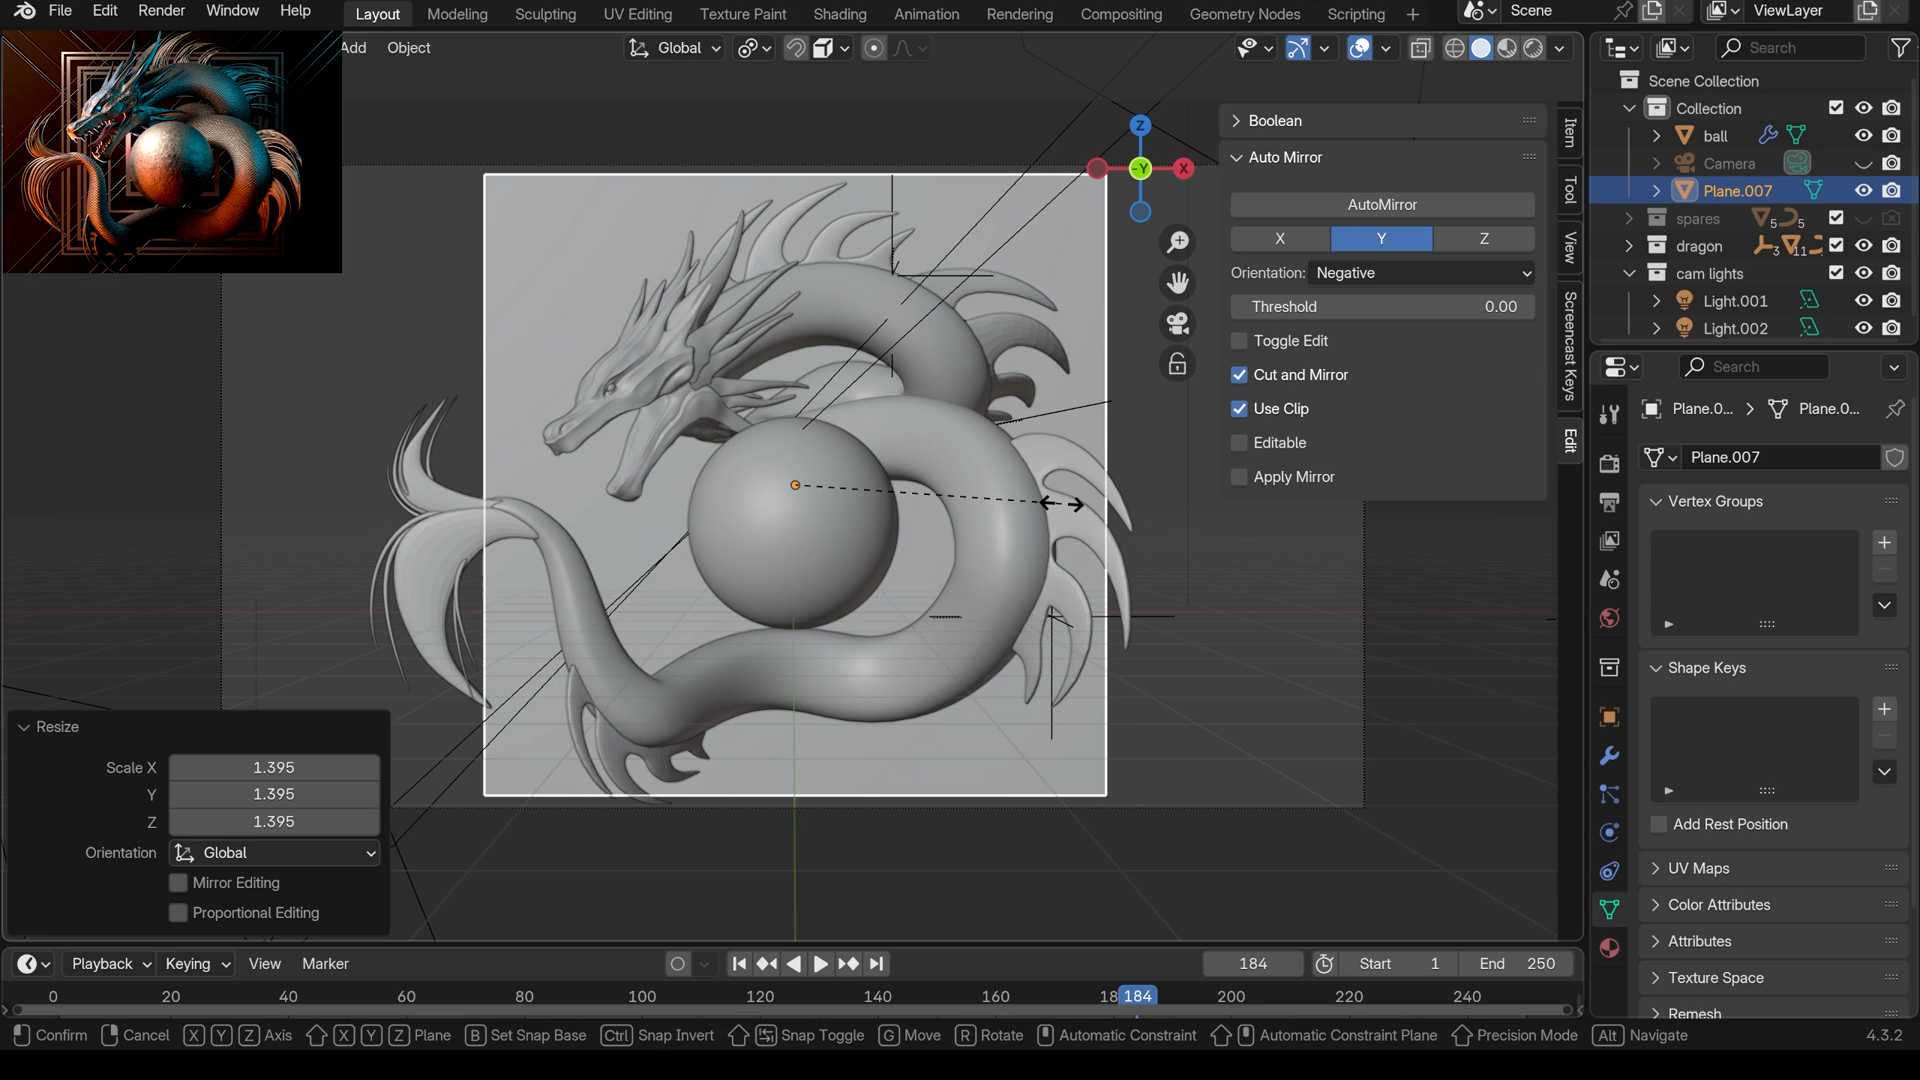 File Edit Render Window Help Layout Modeling Sculpting UV Editing Texture Paint Shading Animation Rendering Compositing Geometry Nodes Scripting Scene ViewLayer
Add Object Global Search
Scene Collection
Collection
ball
Camera
Plane.007
spares 5 5
dragon 3 11
cam lights
Light.001
Light.002
Z
-Y X
Boolean
Auto Mirror
AutoMirror
X Y Z
Orientation: Negative
Threshold 0.00
Toggle Edit
Cut and Mirror
Use Clip
Editable
Apply Mirror
Item
Tool
View
Screencast Keys
Edit
Search
Plane.0... Plane.0...
Plane.007
Vertex Groups
Shape Keys
Add Rest Position
UV Maps
Color Attributes
Attributes
Texture Space
Remesh
Resize
Scale X 1.395
Y 1.395
Z 1.395
Orientation Global
Mirror Editing
Proportional Editing
Playback Keying View Marker 184 Start 1 End 250
0 20 40 60 80 100 120 140 160 18 184 200 220 240
Confirm Cancel X Y Z Axis X Y Z Plane B Set Snap Base Ctrl Snap Invert Snap Toggle G Move R Rotate Automatic Constraint Automatic Constraint Plane Precision Mode Alt Navigate 4.3.2